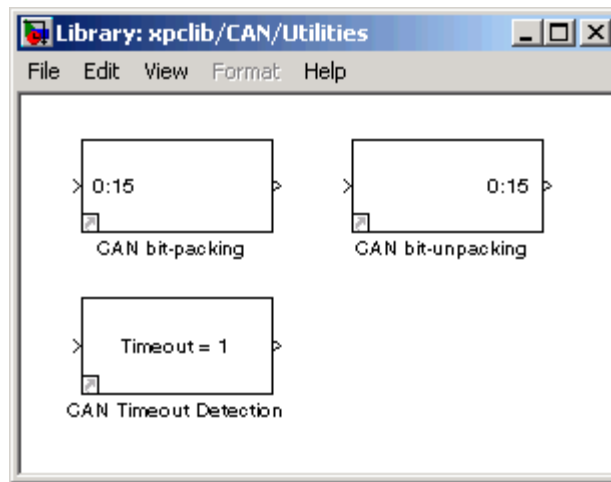 Library: xpclib/CAN/Utilities
File Edit View Format Help
0:15 0:15
CAN bit-packing CAN bit-unpacking
Timeout = 1
CAN Timeout Detection